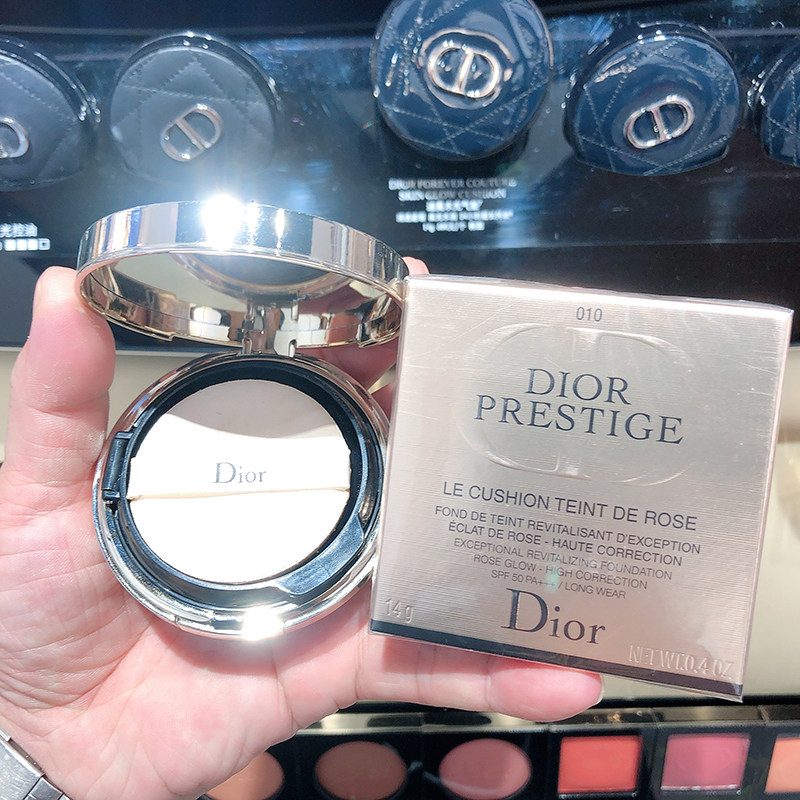 DIOR FOREVER COUTURE
SKIN GLOW CUSHION
Dior
010
DIOR
PRESTIGE
LE CUSHION TEINT DE ROSE
FOND DE TEINT REVITALISANT D'EXCEPTION
ÉCLAT DE ROSE - HAUTE CORRECTION
EXCEPTIONAL REVITALIZING FOUNDATION
ROSE GLOW - HIGH CORRECTION
SPF 50 PA+++ / LONG WEAR
Dior
14 g
NET WT.0.4 OZ